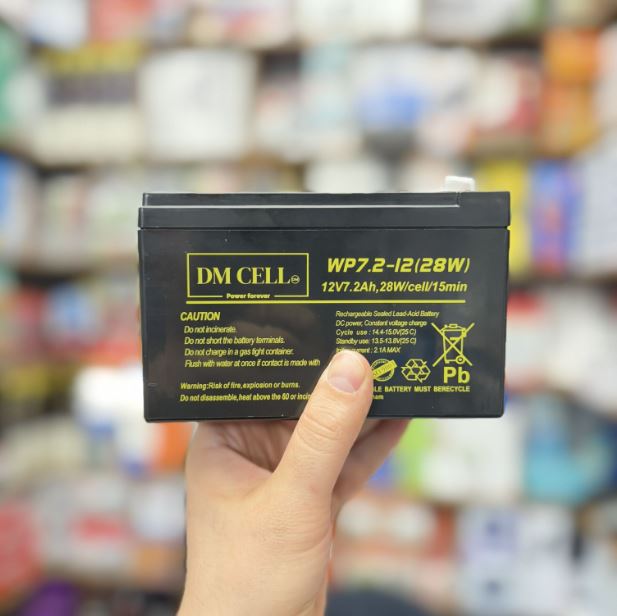 DM CELL
Power forever
WP7.2-12(28W)
12V7.2Ah,28W/cell/15min
CAUTION
Do not incinerate.
Do not short the battery terminals.
Do not charge in a gas tight container.
Flush with water at once if contact is made with
Warning:Risk of fire,explosion or burns.
Do not disassemble,heat above the 60 or
Rechargeable Sealed Lead-Acid Battery
DC power, Constant voltage charge
Cycle use : 14.4-15.0V(25 C)
Standby use: 13.5-13.8V(25 C)
: 2.1A MAX
Pb
BATTERY MUST BERECYCLE